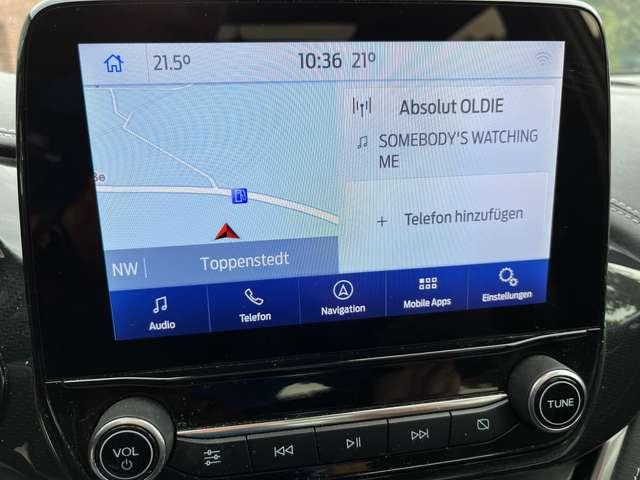 21.5° 10:36 21°
Absolut OLDIE
SOMEBODY'S WATCHING
ME
ße
+ Telefon hinzufügen
NW Toppenstedt
Audio Telefon Navigation Mobile Apps Einstellungen
VOL TUNE